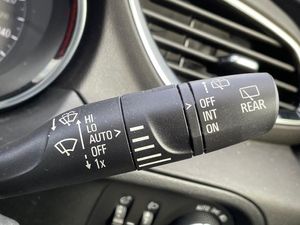 HI
LO
AUTO
OFF
1x
OFF
INT
ON
REAR